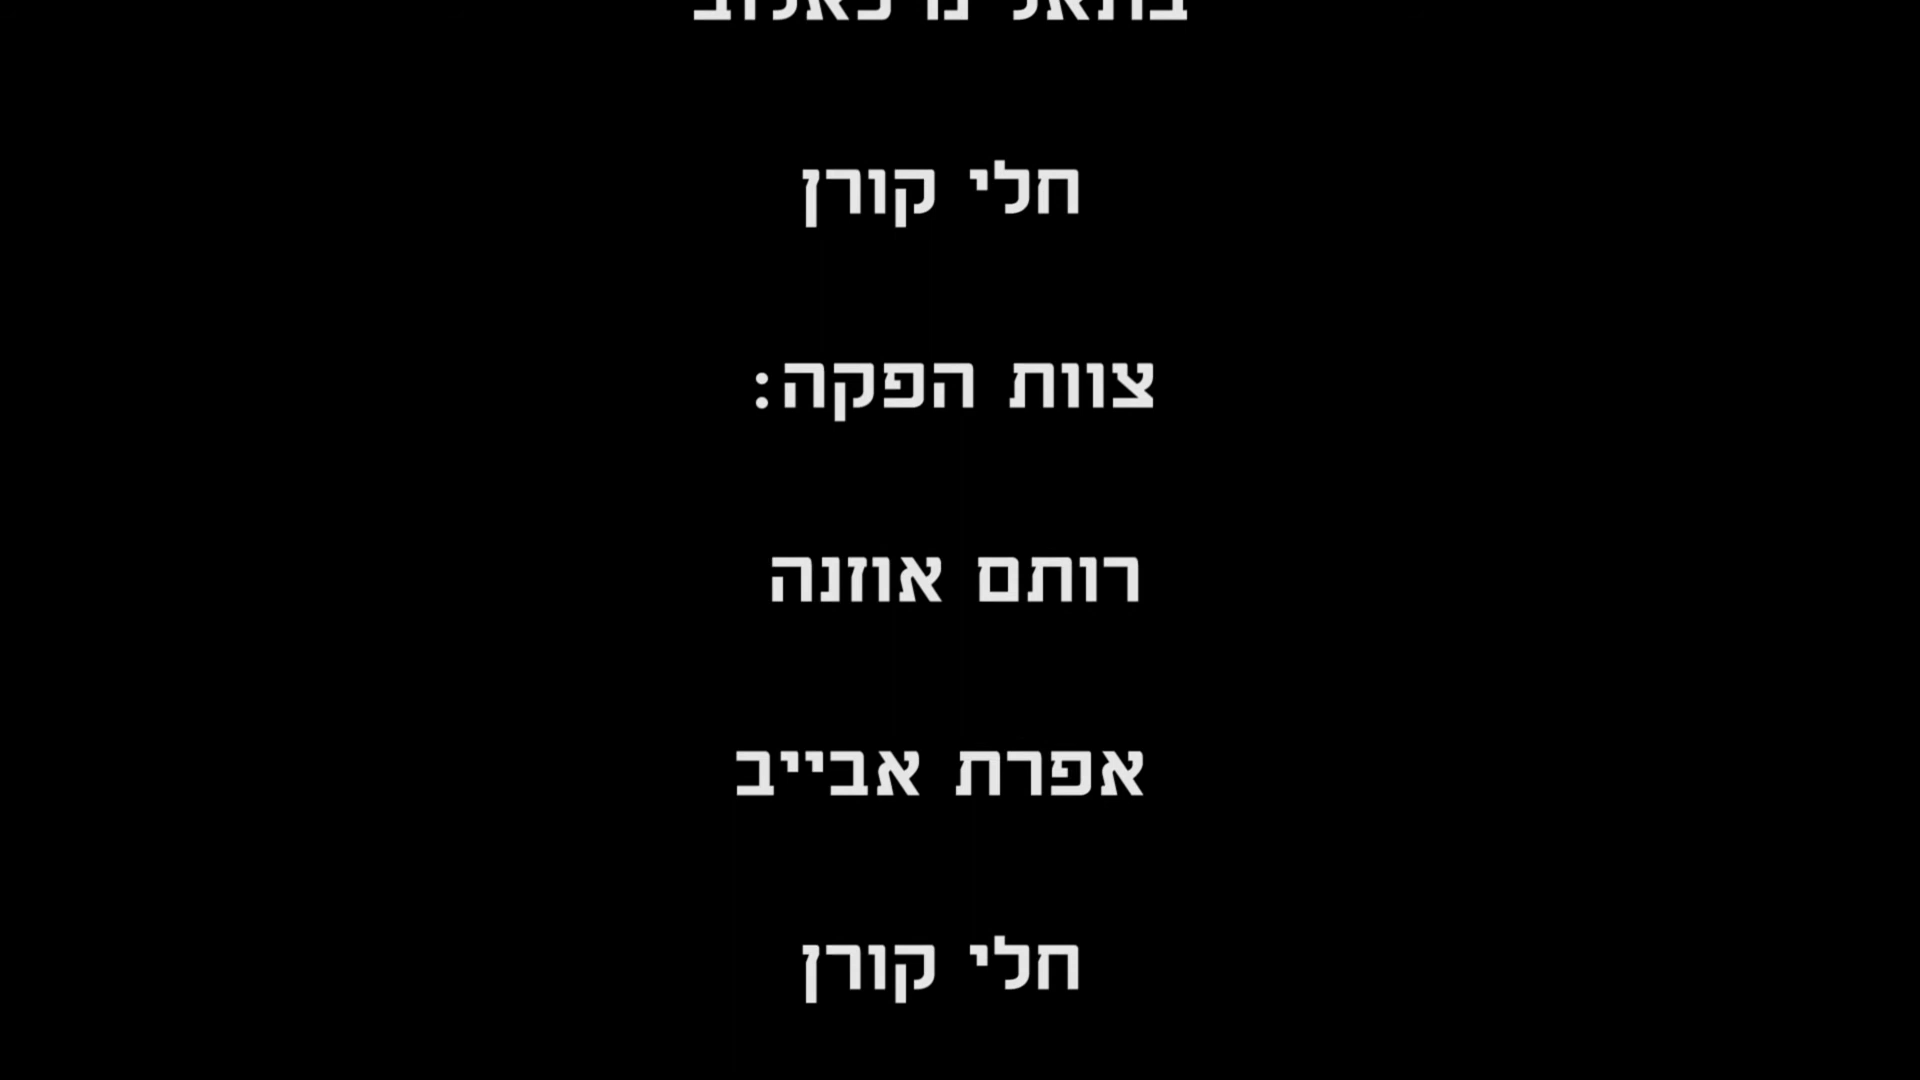 חלי קורן
צוות הפקה:
רותם אוזנה
אפרת אבייב
חלי קורן